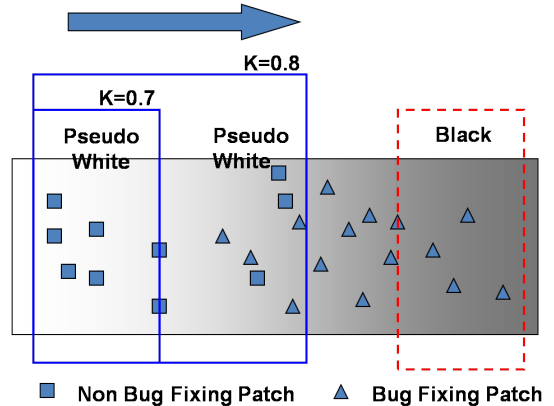 K=0.8
K=0.7
Pseudo
White
Pseudo
White
Black
Non Bug Fixing Patch
Bug Fixing Patch